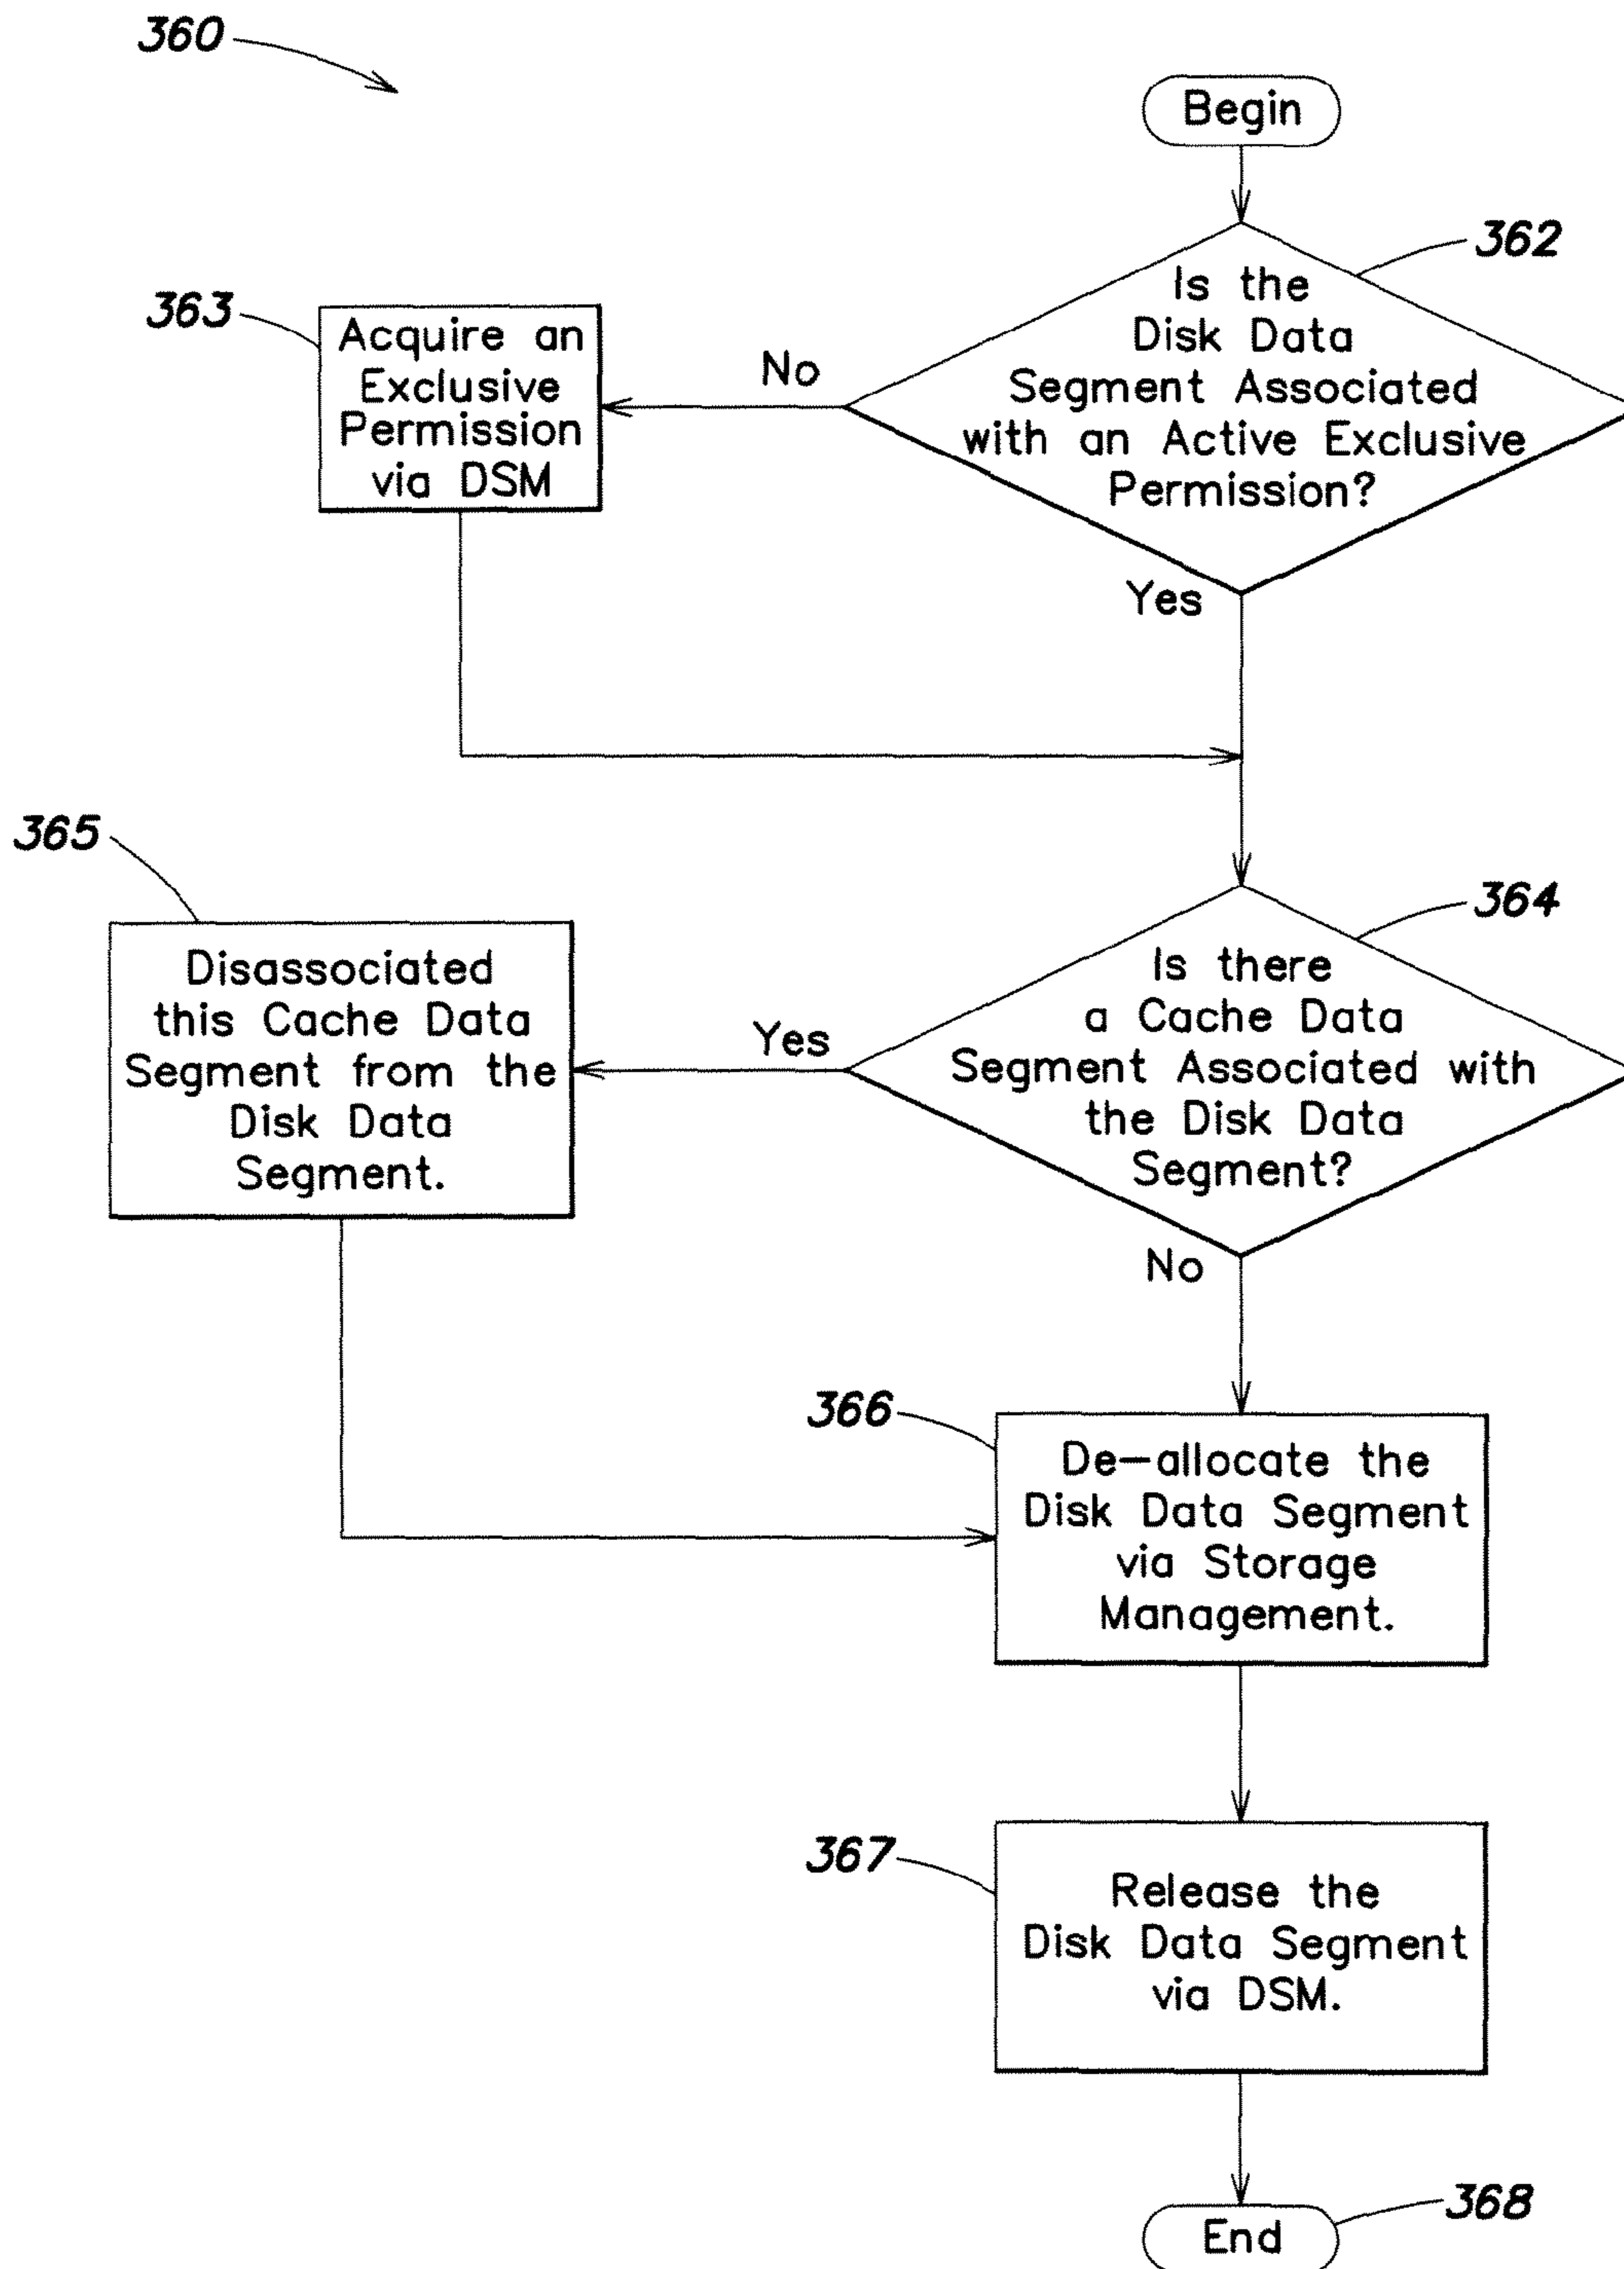 360
Begin
362
Is the
Disk Data
Segment Associated
with an Active Exclusive
Permission?
No
363
Acquire an
Exclusive
Permission
via DSM
Yes
364
Is there
a Cache Data
Segment Associated with
the Disk Data
Segment?
Yes
365
Disassociated
this Cache Data
Segment from the
Disk Data
Segment.
No
366
De-allocate the
Disk Data Segment
via Storage
Management.
367
Release the
Disk Data Segment
via DSM.
368
End